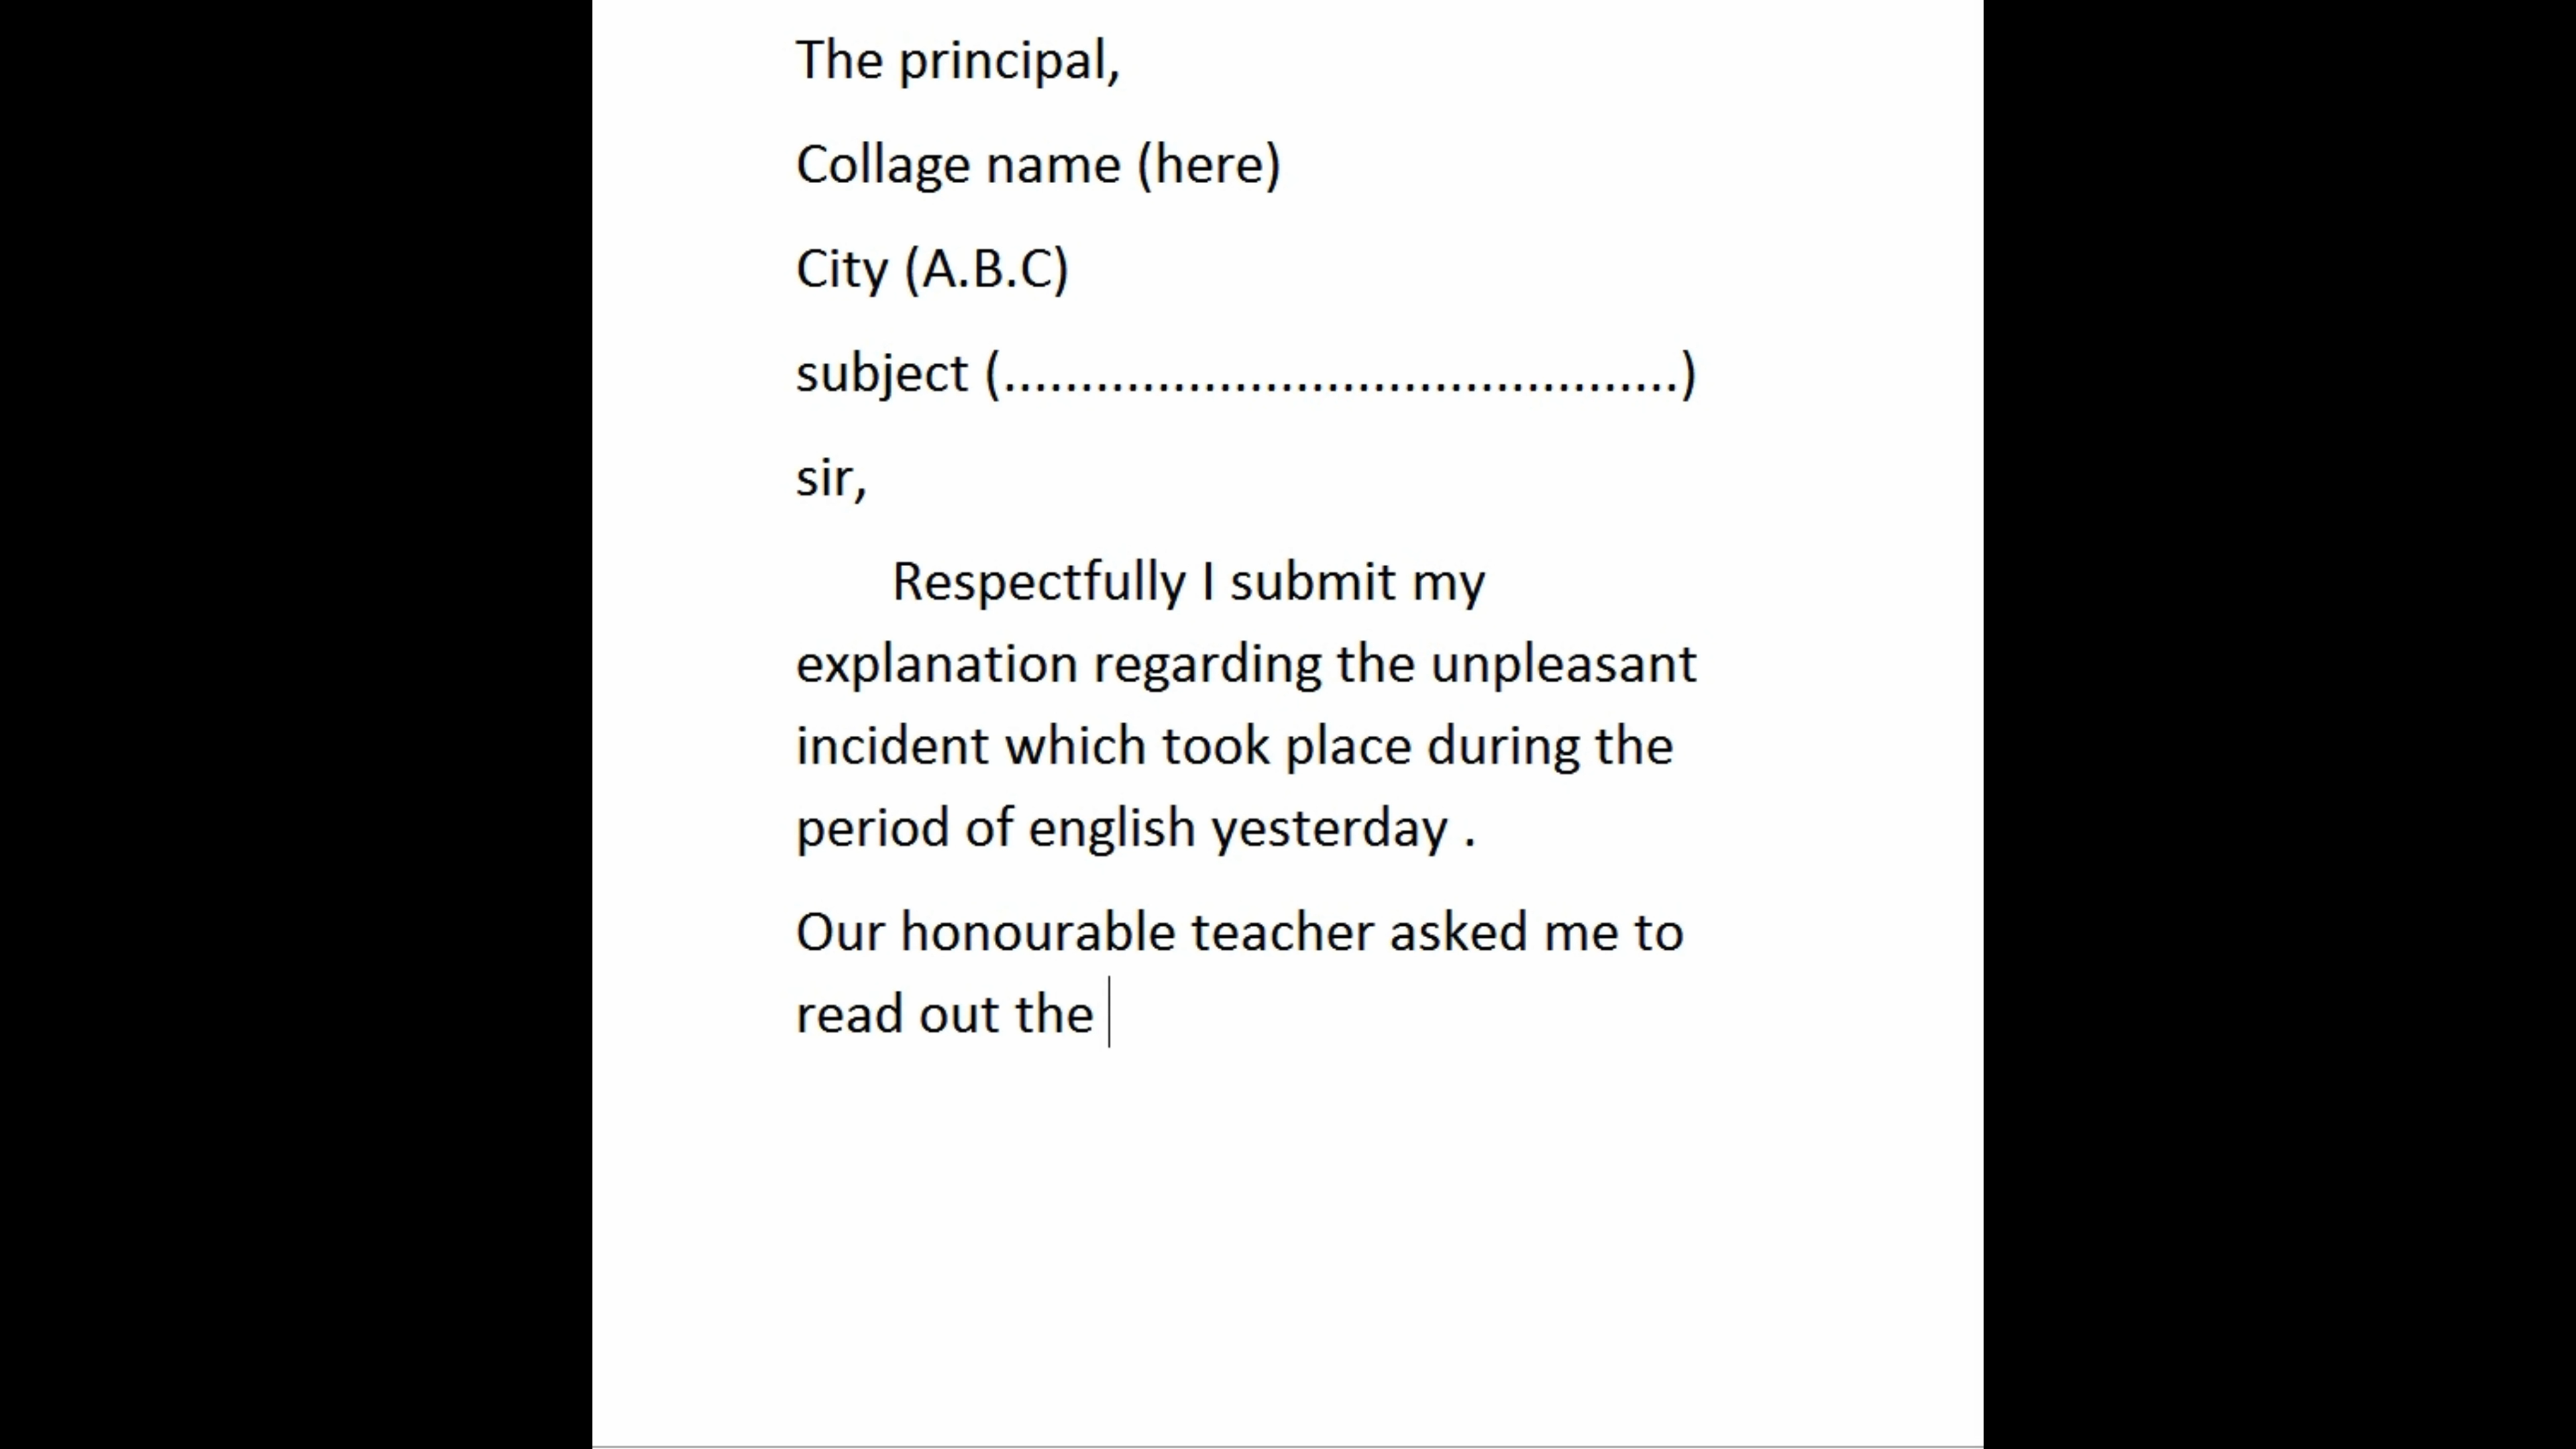 The principal,
Collage name (here)
City (A.B.C)
subject (............................................)
sir,
Respectfully I submit my
explanation regarding the unpleasant
incident which took place during the
period of english yesterday .
Our honourable teacher asked me to
read out the